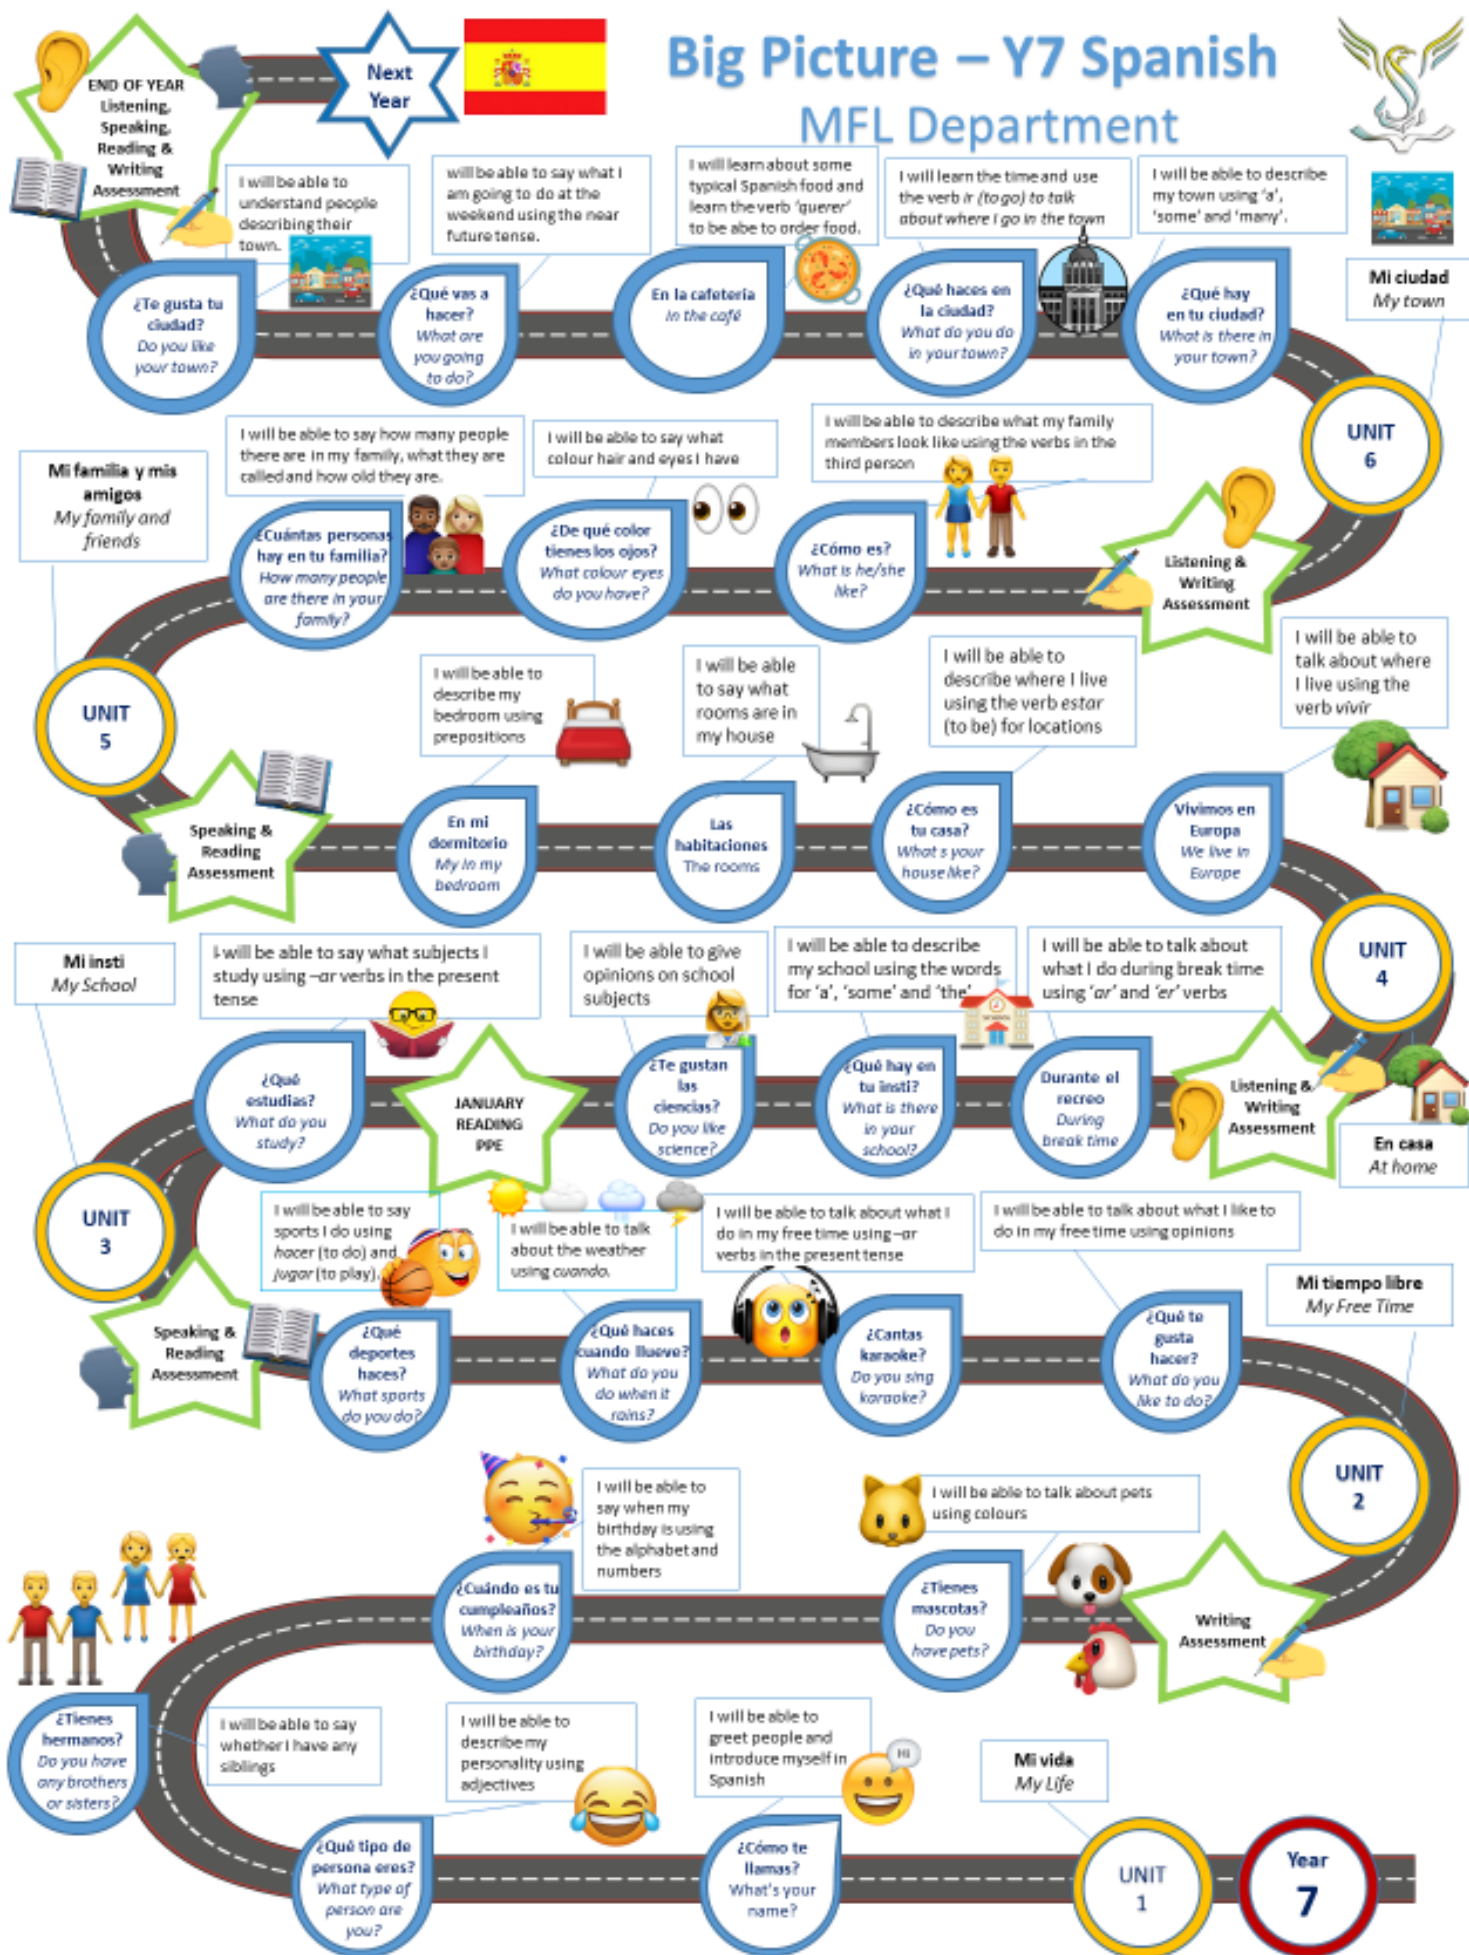 Big Picture – Y7 Spanish
MFL Department
Next
Year
END OF YEAR
Listening,
Speaking,
Reading &
Writing
Assessment
I will be able to
understand people
describing their
town.
will be able to say what I
am going to do at the
weekend using the near
future tense.
I will learn about some
typical Spanish food and
learn the verb 'querer'
to be abe to order food.
I will learn the time and use
the verb ir (to go) to talk
about where I go in the town
I will be able to describe
my town using 'a',
'some' and 'many'.
Mi ciudad
My town
¿Te gusta tu
ciudad?
Do you like
your town?
¿Qué vas a
hacer?
What are
you going
to do?
En la cafetería
In the café
¿Qué haces en
la ciudad?
What do you do
in your town?
¿Qué hay
en tu ciudad?
What is there in
your town?
UNIT
6
Mi familia y mis
amigos
My family and
friends
I will be able to say how many people
there are in my family, what they are
called and how old they are.
I will be able to say what
colour hair and eyes I have
I will be able to describe what my family
members look like using the verbs in the
third person
¿Cuántas personas
hay en tu familia?
How many people
are there in your
family?
¿De qué color
tienes los ojos?
What colour eyes
do you have?
¿Cómo es?
What is he/she
like?
Listening &
Writing
Assessment
UNIT
5
I will be able to
describe my
bedroom using
prepositions
I will be able
to say what
rooms are in
my house
I will be able to
describe where I live
using the verb estar
(to be) for locations
I will be able to
talk about where
I live using the
verb vivir
Speaking &
Reading
Assessment
En mi
dormitorio
My in my
bedroom
Las
habitaciones
The rooms
¿Cómo es
tu casa?
What s your
house like?
Vivimos en
Europa
We live in
Europe
UNIT
4
Mi insti
My School
I will be able to say what subjects I
study using –ar verbs in the present
tense
I will be able to give
opinions on school
subjects
I will be able to describe
my school using the words
for 'a', 'some' and 'the'
I will be able to talk about
what I do during break time
using 'ar' and 'er' verbs
¿Qué
estudias?
What do you
study?
JANUARY
READING
PPE
¿Te gustan
las
ciencias?
Do you like
science?
¿Qué hay en
tu insti?
What is there
in your
school?
Durante el
recreo
During
break time
Listening &
Writing
Assessment
En casa
At home
UNIT
3
I will be able to say
sports I do using
hacer (to do) and
jugar (to play).
I will be able to talk
about the weather
using cuando.
I will be able to talk about what I
do in my free time using –ar
verbs in the present tense
I will be able to talk about what I like to
do in my free time using opinions
Mi tiempo libre
My Free Time
Speaking &
Reading
Assessment
¿Qué
deportes
haces?
What sports
do you do?
¿Qué haces
cuando llueve?
What do you
do when it
rains?
¿Cantas
karaoke?
Do you sing
karaoke?
¿Qué te
gusta
hacer?
What do you
like to do?
UNIT
2
I will be able to
say when my
birthday is using
the alphabet and
numbers
I will be able to talk about pets
using colours
¿Cuándo es tu
cumpleaños?
When is your
birthday?
¿Tienes
mascotas?
Do you
have pets?
Writing
Assessment
¿Tienes
hermanos?
Do you have
any brothers
or sisters?
I will be able to say
whether I have any
siblings
I will be able to
describe my
personality using
adjectives
I will be able to
greet people and
introduce myself in
Spanish
HI
Mi vida
My Life
¿Qué tipo de
persona eres?
What type of
person are
you?
¿Cómo te
llamas?
What's your
name?
UNIT
1
Year
7